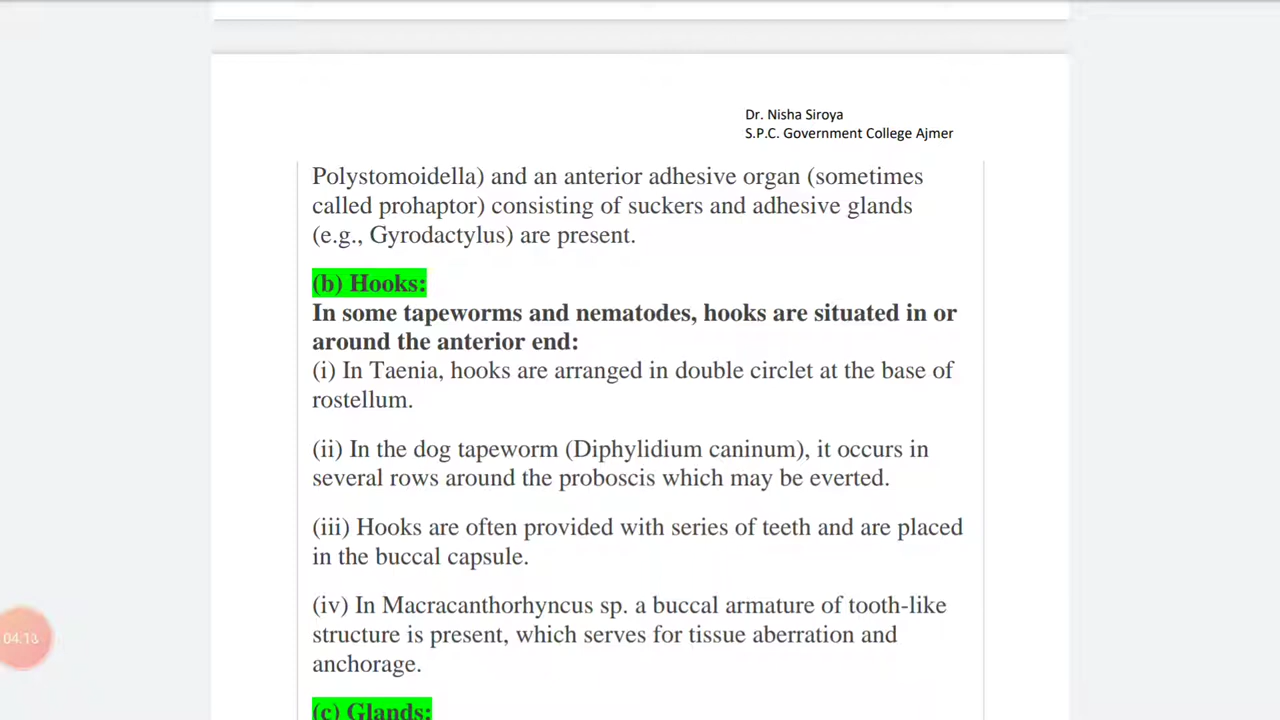 Dr. Nisha Siroya
S.P.C. Government College Ajmer
Polystomoidella) and an anterior adhesive organ (sometimes
called prohaptor) consisting of suckers and adhesive glands
(e.g., Gyrodactylus) are present.
(b) Hooks:
In some tapeworms and nematodes, hooks are situated in or
around the anterior end:
(i) In Taenia, hooks are arranged in double circlet at the base of
rostellum.
(ii) In the dog tapeworm (Diphylidium caninum), it occurs in
several rows around the proboscis which may be everted.
(iii) Hooks are often provided with series of teeth and are placed
in the buccal capsule.
(iv) In Macracanthorhyncus sp. a buccal armature of tooth-like
structure is present, which serves for tissue aberration and
anchorage.
(c) Glands:
04:18